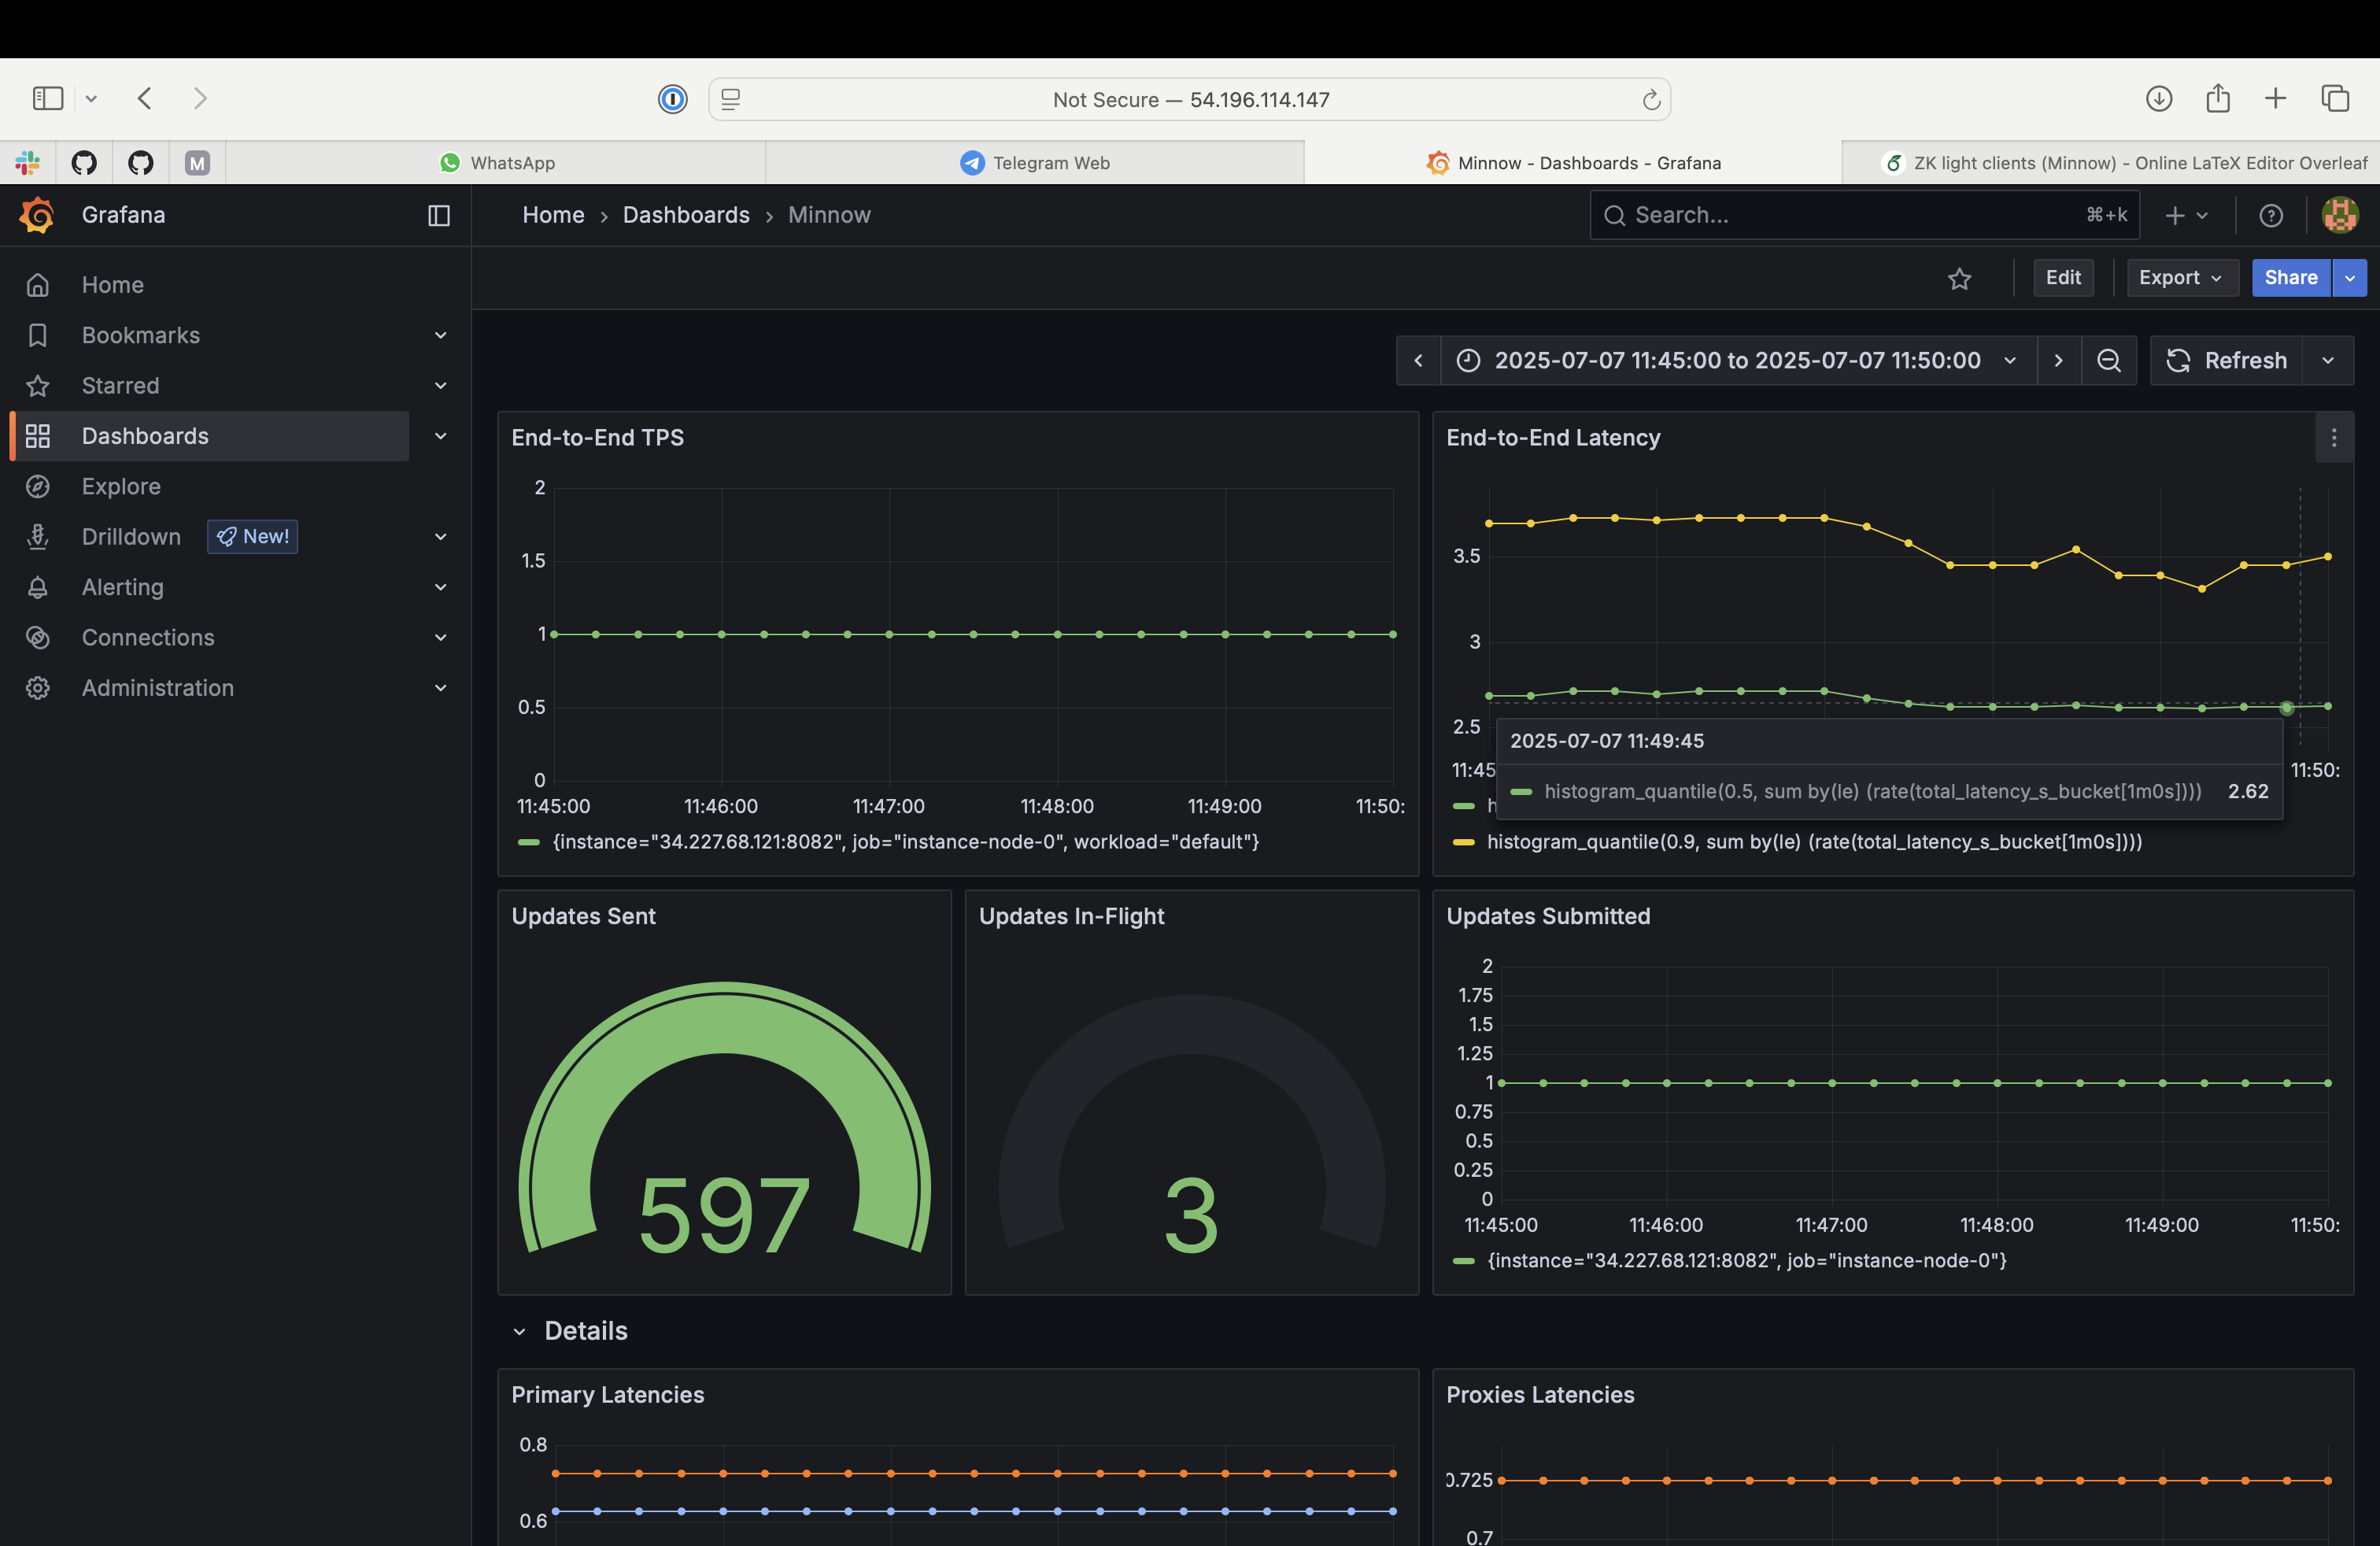 Not Secure — 54.196.114.147
M
WhatsApp
Telegram Web
Minnow - Dashboards - Grafana
ZK light clients (Minnow) - Online LaTeX Editor Overleaf
Grafana
Home › Dashboards › Minnow
Search...
⌘+k
Home
Bookmarks
Starred
Dashboards
Explore
Drilldown
New!
Alerting
Connections
Administration
Edit
Export
Share
2025-07-07 11:45:00 to 2025-07-07 11:50:00
Refresh
End-to-End TPS
2
1.5
1
0.5
0
11:45:00 11:46:00 11:47:00 11:48:00 11:49:00 11:50:
{instance="34.227.68.121:8082", job="instance-node-0", workload="default"}
End-to-End Latency
3.5
3
2.5
11:45
11:50:
2025-07-07 11:49:45
histogram_quantile(0.5, sum by(le) (rate(total_latency_s_bucket[1m0s]))) 2.62
h
histogram_quantile(0.9, sum by(le) (rate(total_latency_s_bucket[1m0s])))
Updates Sent
597
Updates In-Flight
3
Updates Submitted
2
1.75
1.5
1.25
1
0.75
0.5
0.25
0
11:45:00 11:46:00 11:47:00 11:48:00 11:49:00 11:50:
{instance="34.227.68.121:8082", job="instance-node-0"}
Details
Primary Latencies
0.8
0.6
Proxies Latencies
0.725
0.7